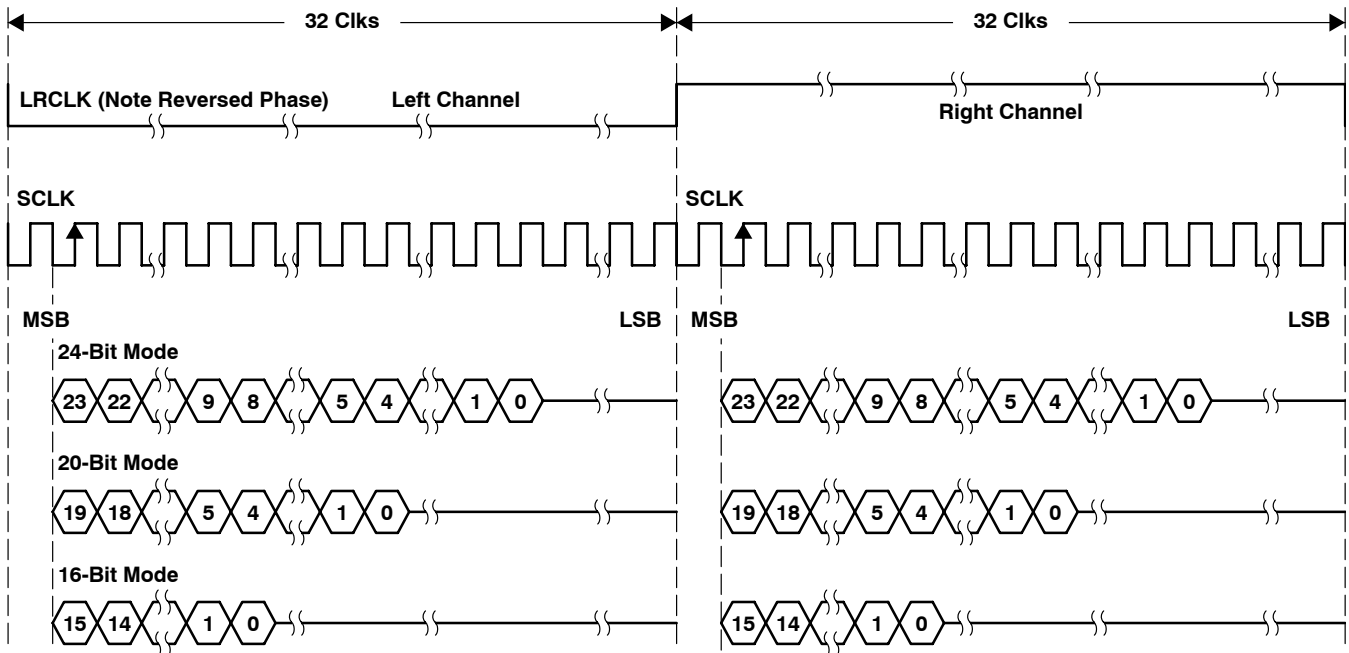 32 Clks 32 Clks
LRCLK (Note Reversed Phase) Left Channel
Right Channel
SCLK SCLK
MSB LSB MSB LSB
24-Bit Mode
23 22 9 8 5 4 1 0 23 22 9 8 5 4 1 0
20-Bit Mode
19 18 5 4 1 0 19 18 5 4 1 0
16-Bit Mode
15 14 1 0 15 14 1 0